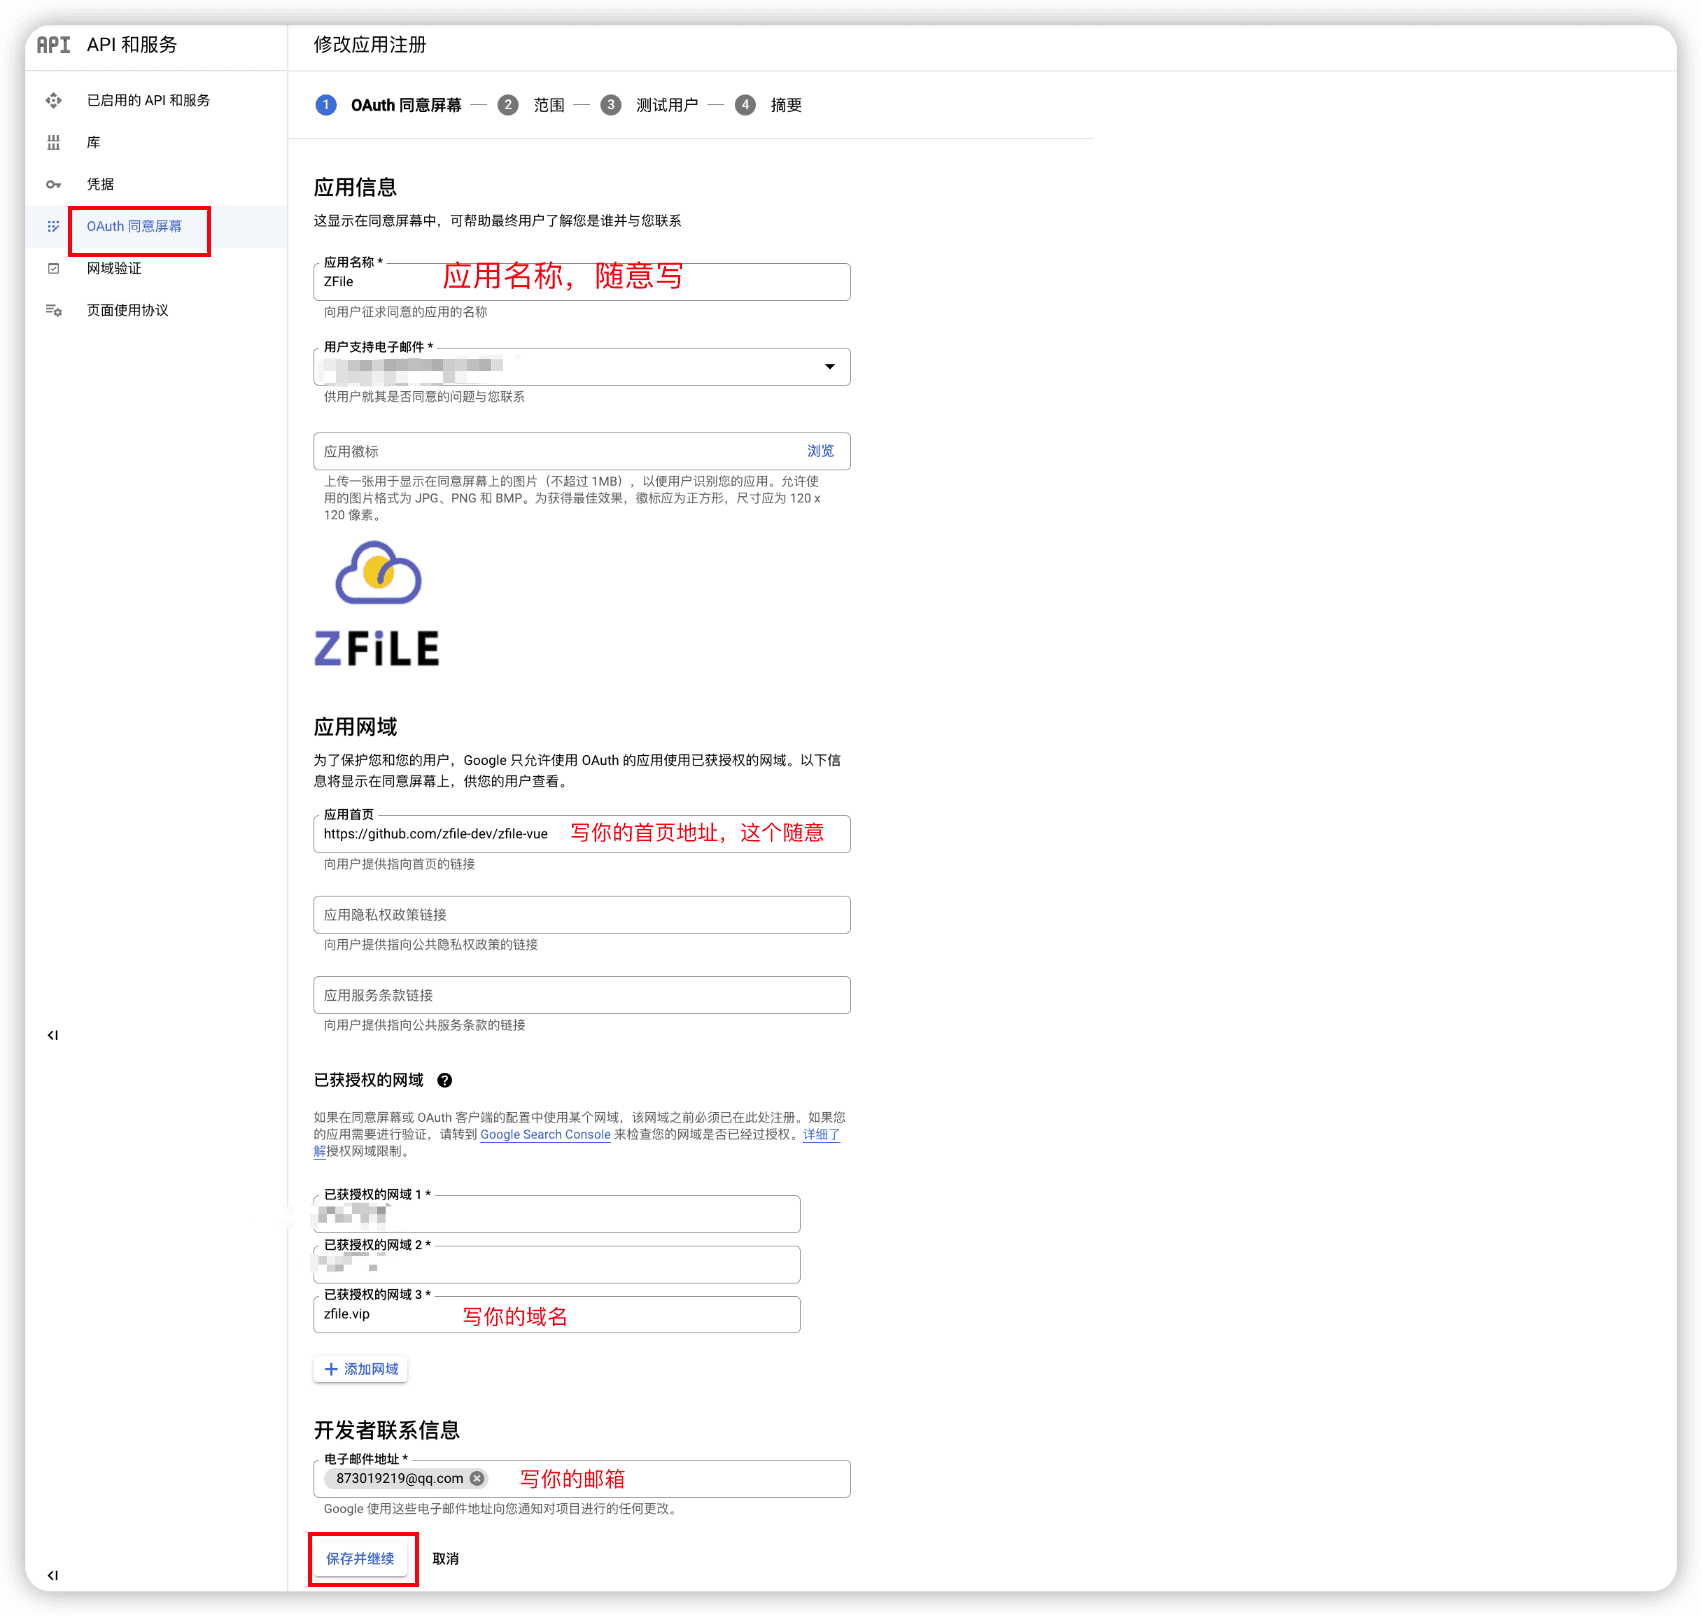 API API 和服务
已启用的 API 和服务
库
凭据
OAuth 同意屏幕
网域验证
页面使用协议
修改应用注册
1 OAuth 同意屏幕 — 2 范围 — 3 测试用户 — 4 摘要
应用信息
这显示在同意屏幕中，可帮助最终用户了解您是谁并与您联系
应用名称 *
ZFile
应用名称，随意写
向用户征求同意的应用的名称
用户支持电子邮件 *
供用户就其是否同意的问题与您联系
应用徽标
浏览
上传一张用于显示在同意屏幕上的图片（不超过 1MB），以便用户识别您的应用。允许使
用的图片格式为 JPG、PNG 和 BMP。为获得最佳效果，徽标应为正方形，尺寸应为 120 x
120 像素。
ZFiLE
应用网域
为了保护您和您的用户，Google 只允许使用 OAuth 的应用使用已获授权的网域。以下信
息将显示在同意屏幕上，供您的用户查看。
应用首页
https://github.com/zfile-dev/zfile-vue
写你的首页地址，这个随意
向用户提供指向首页的链接
应用隐私权政策链接
向用户提供指向公共隐私权政策的链接
应用服务条款链接
向用户提供指向公共服务条款的链接
已获授权的网域
如果在同意屏幕或 OAuth 客户端的配置中使用某个网域，该网域之前必须已在此处注册。如果您
的应用需要进行验证，请转到 Google Search Console 来检查您的网域是否已经过授权。详细了
解授权网域限制。
已获授权的网域 1 *
已获授权的网域 2 *
已获授权的网域 3 *
zfile.vip
写你的域名
+ 添加网域
开发者联系信息
电子邮件地址 *
873019219@qq.com
写你的邮箱
Google 使用这些电子邮件地址向您通知对项目进行的任何更改。
保存并继续
取消